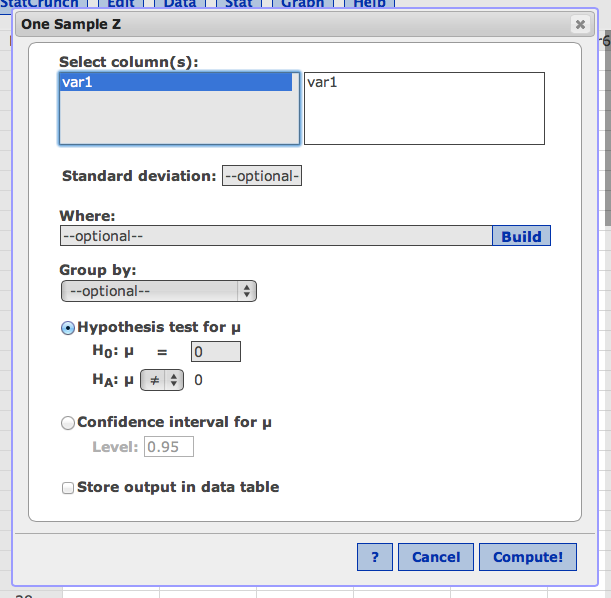 StatCrunch Edit Data Stat Graph Help
One Sample Z
Select column(s):
var1 var1
Standard deviation: --optional-
Where:
--optional-- Build
Group by:
--optional--
Hypothesis test for μ
H0: μ = 0
HA: μ ≠ 0
Confidence interval for μ
Level: 0.95
Store output in data table
? Cancel Compute!